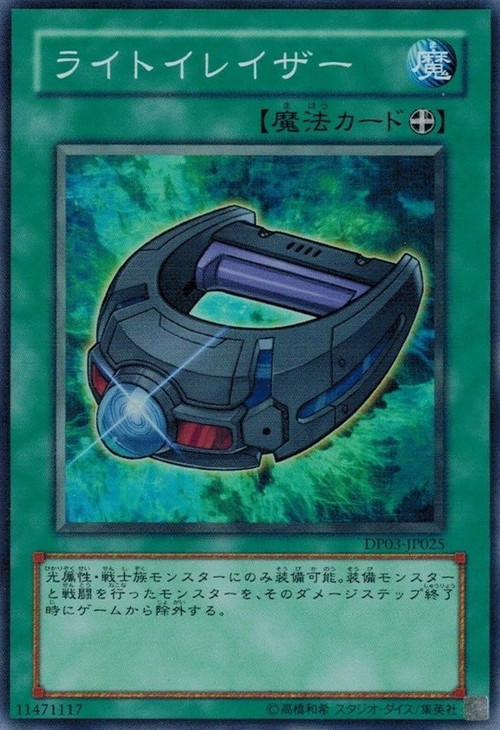 ライトイレイザー 魔
【魔法カード】
DP03-JP025
光属性・戦士族モンスターにのみ装備可能。装備モンスター
と戦闘を行ったモンスターを、そのダメージステップ終了
時にゲームから除外する。
11471117 ©高橋和希 スタジオ・ダイス/集英社